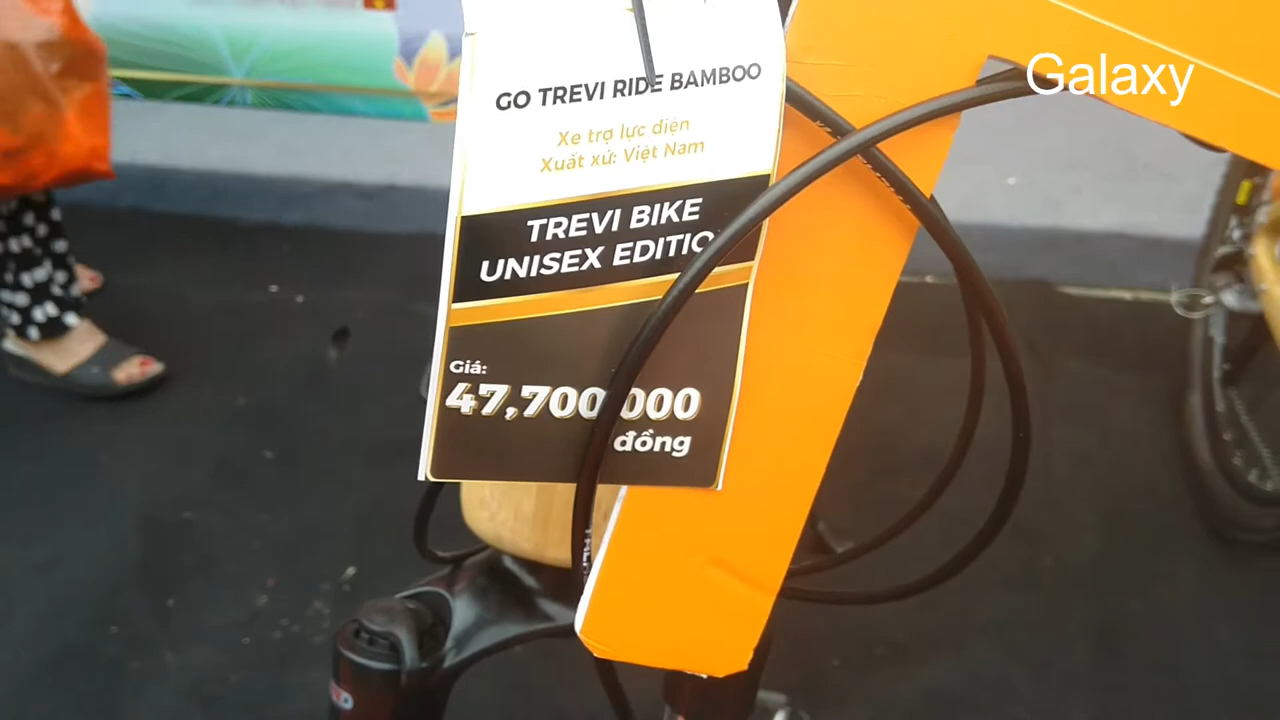 Galaxy
GO TREVI RIDE BAMBOO
Xe trợ lực điện
Xuất xứ: Việt Nam
TREVI BIKE
UNISEX EDITIO
Giá:
47,700 000
đồng